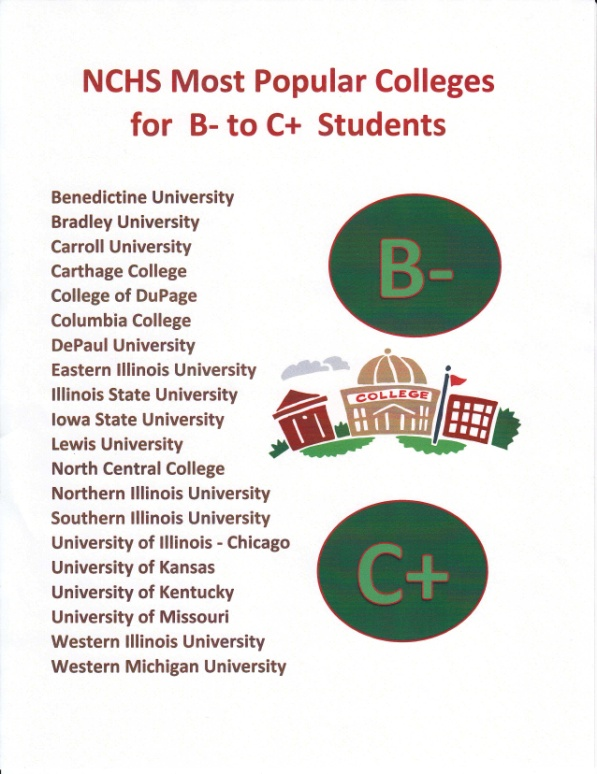 NCHS Most Popular Colleges
for B- to C+ Students
Benedictine University
Bradley University
Carroll University
Carthage College
College of DuPage
Columbia College
DePaul University
Eastern Illinois University
Illinois State University
Iowa State University
Lewis University
North Central College
Northern Illinois University
Southern Illinois University
University of Illinois - Chicago
University of Kansas
University of Kentucky
University of Missouri
Western Illinois University
Western Michigan University
B-
COLLEGE
C+